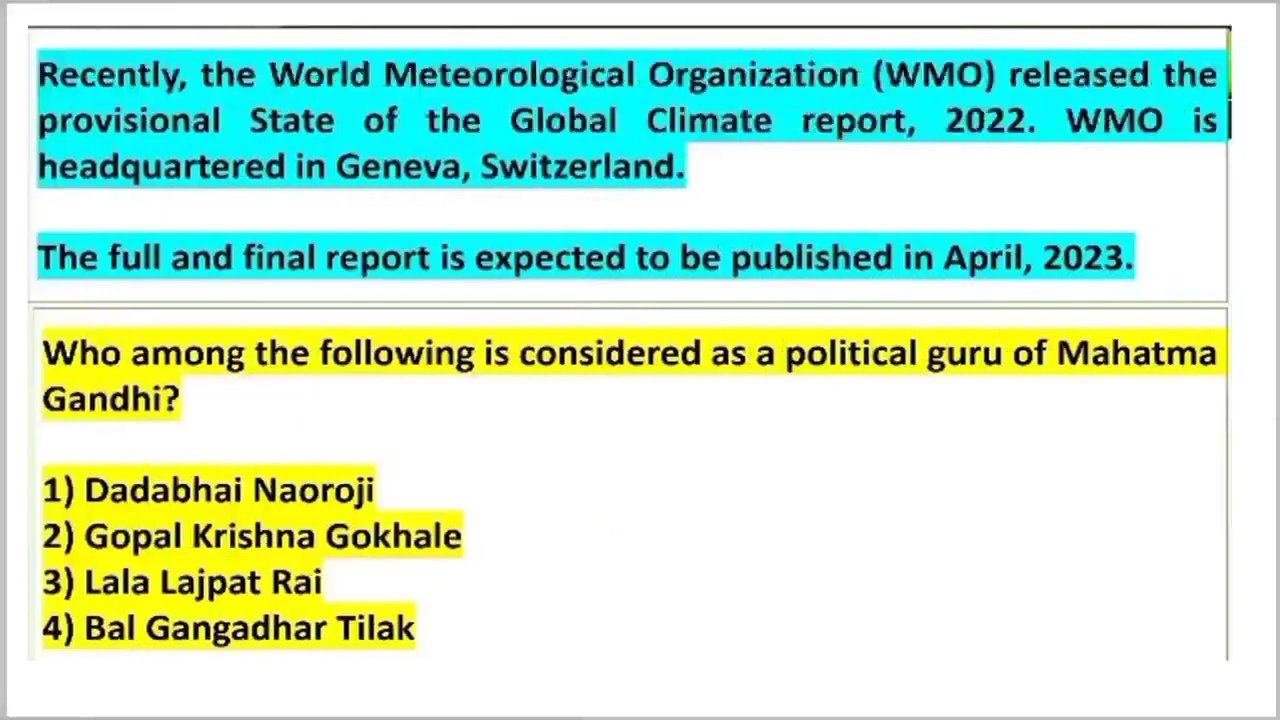 Recently, the World Meteorological Organization (WMO) released the
provisional State of the Global Climate report, 2022. WMO is
headquartered in Geneva, Switzerland.
The full and final report is expected to be published in April, 2023.
Who among the following is considered as a political guru of Mahatma
Gandhi?
1) Dadabhai Naoroji
2) Gopal Krishna Gokhale
3) Lala Lajpat Rai
4) Bal Gangadhar Tilak